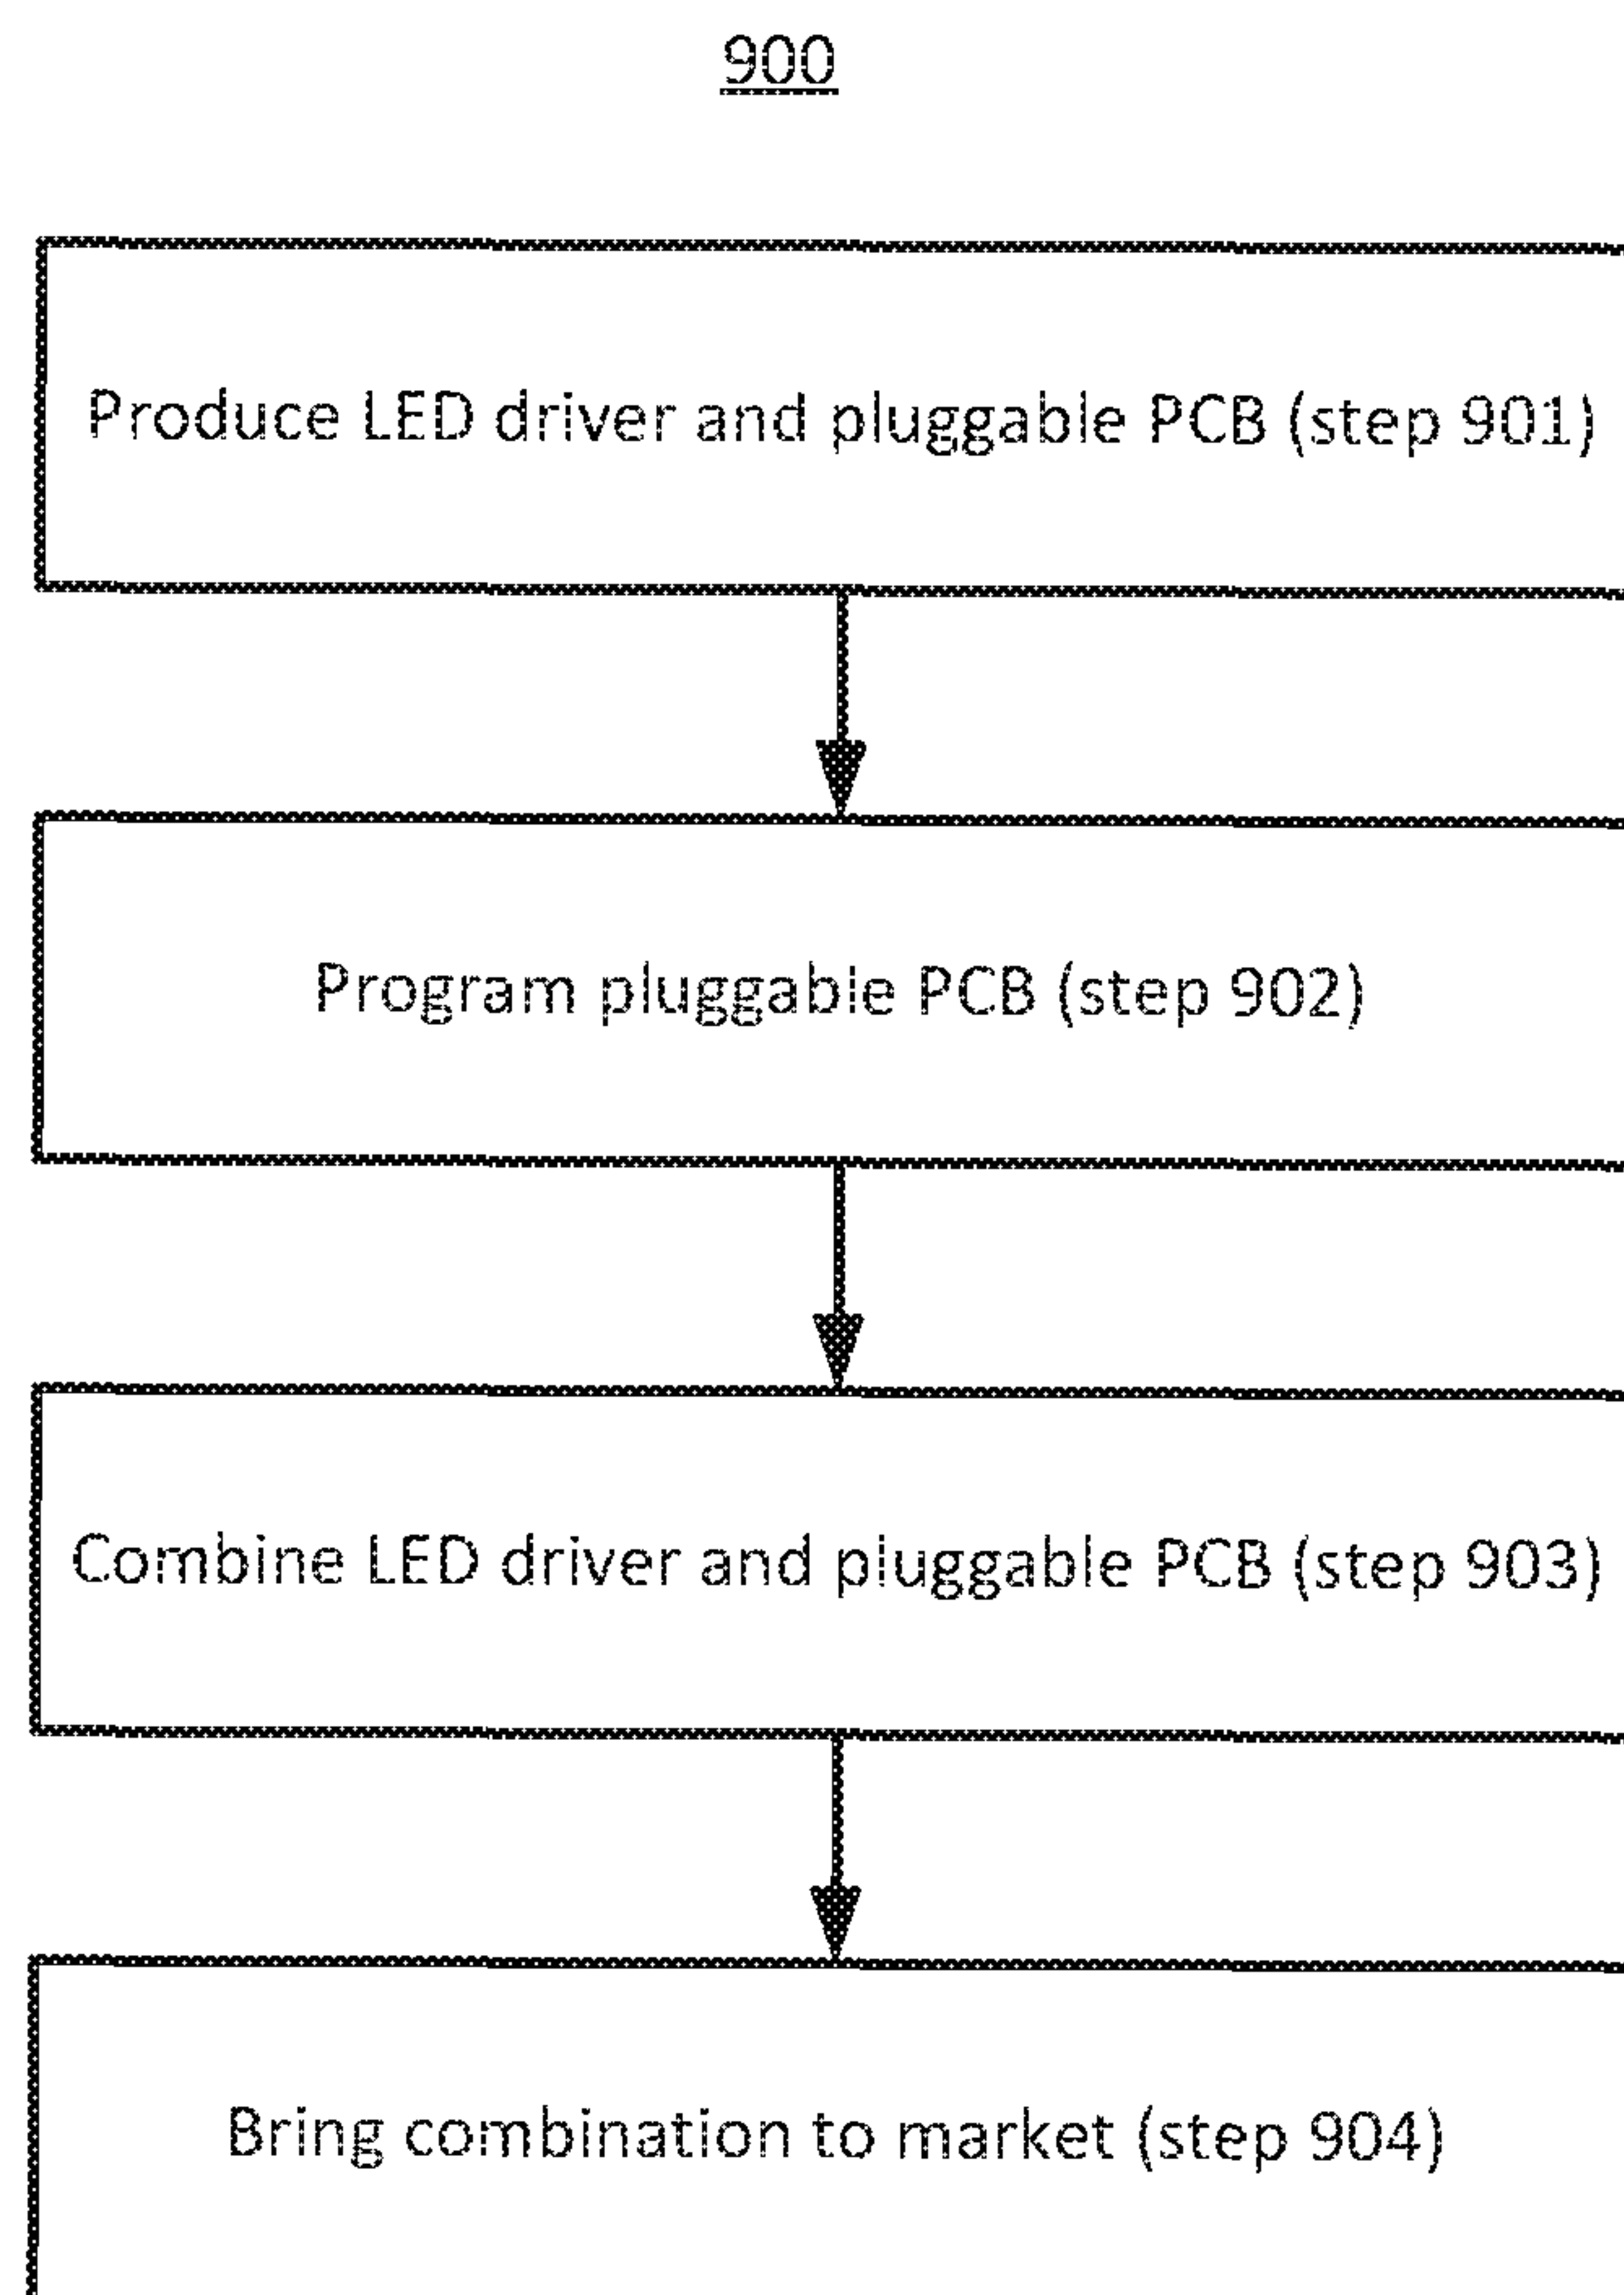 900
Produce LED driver and pluggable PCB (step 901)
Program pluggable PCB (step 902)
Combine LED driver and pluggable PCB (step 903)
Bring combination to market (step 904)